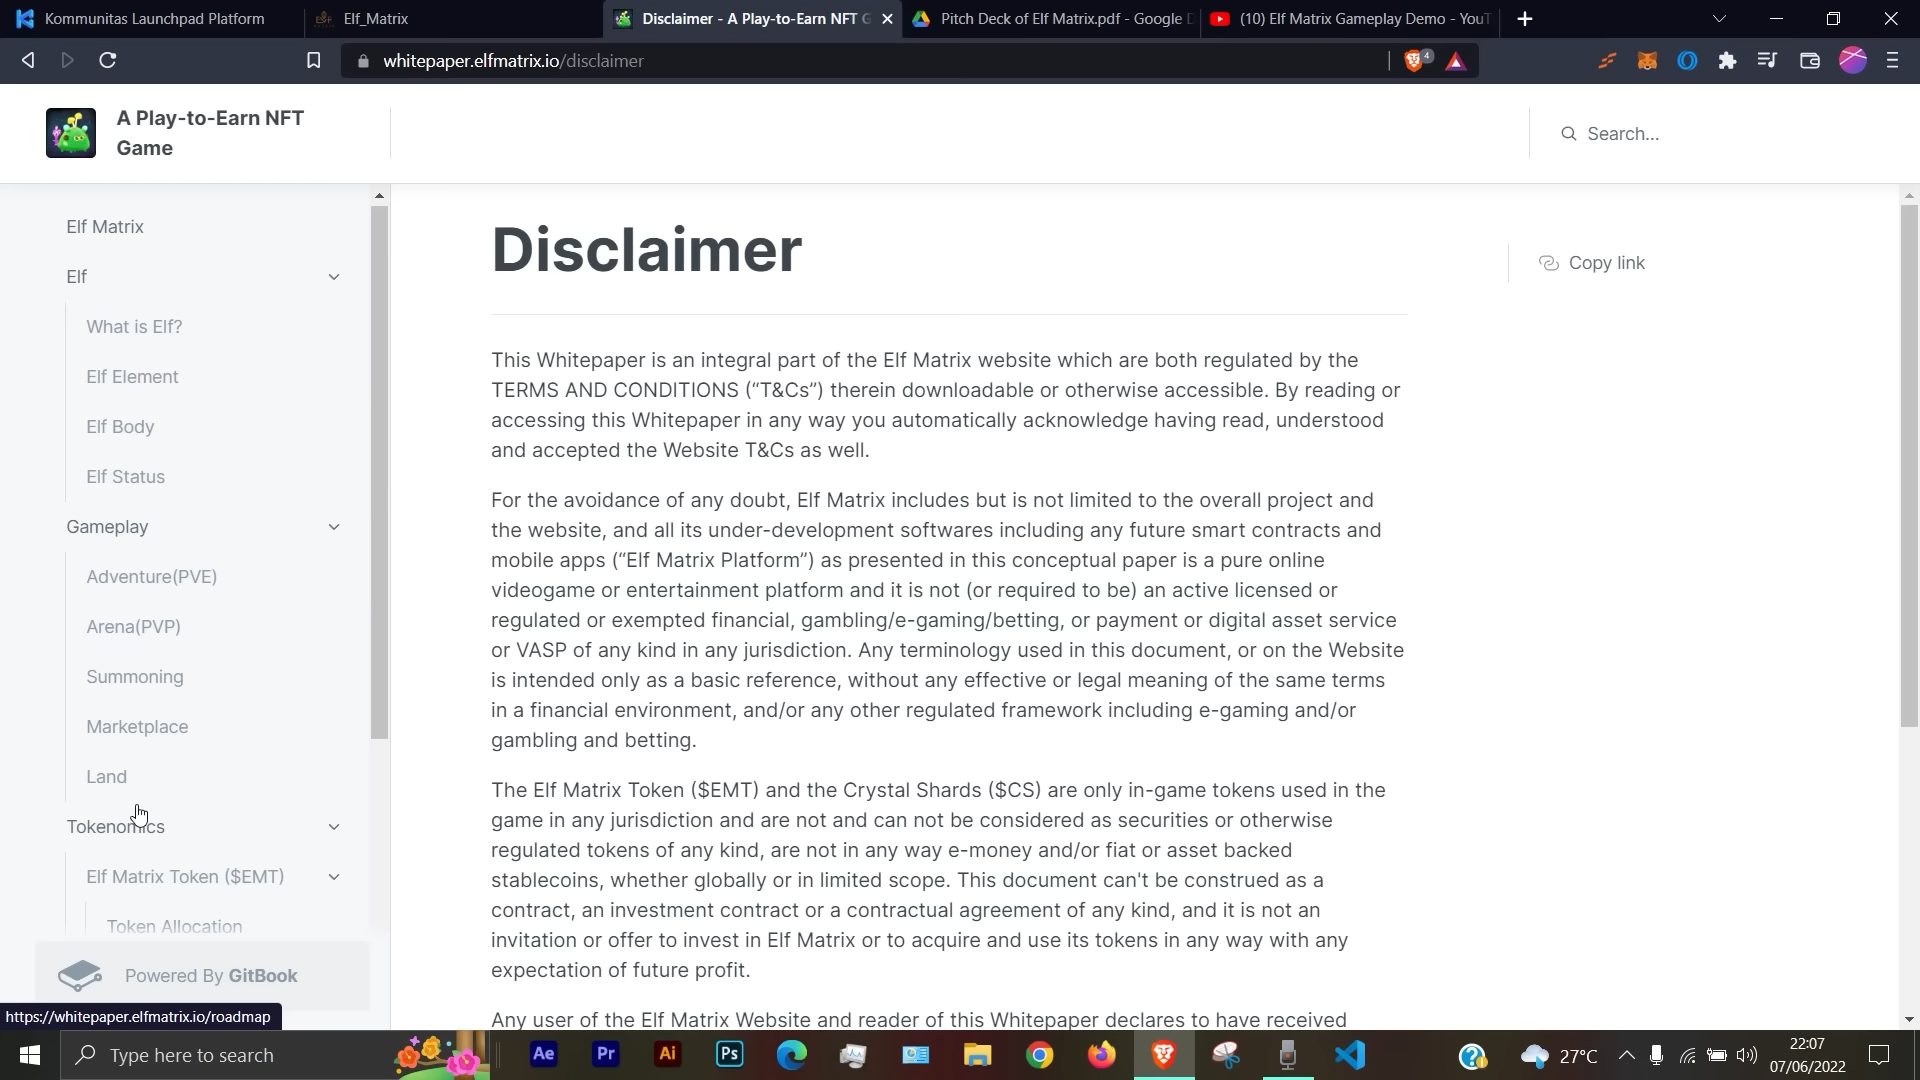 Kommunitas Launchpad Platform
Elf_Matrix
Disclaimer - A Play-to-Earn NFT G
Pitch Deck of Elf Matrix.pdf - Google D
(10) Elf Matrix Gameplay Demo - YouT
whitepaper.elfmatrix.io/disclaimer
4
A Play-to-Earn NFT
Game
Search...
Elf Matrix
Elf
What is Elf?
Elf Element
Elf Body
Elf Status
Gameplay
Adventure(PVE)
Arena(PVP)
Summoning
Marketplace
Land
Tokenomics
Elf Matrix Token ($EMT)
Token Allocation
Powered By GitBook
https://whitepaper.elfmatrix.io/roadmap
Disclaimer
Copy link
This Whitepaper is an integral part of the Elf Matrix website which are both regulated by the
TERMS AND CONDITIONS (“T&Cs”) therein downloadable or otherwise accessible. By reading or
accessing this Whitepaper in any way you automatically acknowledge having read, understood
and accepted the Website T&Cs as well.
For the avoidance of any doubt, Elf Matrix includes but is not limited to the overall project and
the website, and all its under-development softwares including any future smart contracts and
mobile apps (“Elf Matrix Platform”) as presented in this conceptual paper is a pure online
videogame or entertainment platform and it is not (or required to be) an active licensed or
regulated or exempted financial, gambling/e-gaming/betting, or payment or digital asset service
or VASP of any kind in any jurisdiction. Any terminology used in this document, or on the Website
is intended only as a basic reference, without any effective or legal meaning of the same terms
in a financial environment, and/or any other regulated framework including e-gaming and/or
gambling and betting.
The Elf Matrix Token ($EMT) and the Crystal Shards ($CS) are only in-game tokens used in the
game in any jurisdiction and are not and can not be considered as securities or otherwise
regulated tokens of any kind, are not in any way e-money and/or fiat or asset backed
stablecoins, whether globally or in limited scope. This document can't be construed as a
contract, an investment contract or a contractual agreement of any kind, and it is not an
invitation or offer to invest in Elf Matrix or to acquire and use its tokens in any way with any
expectation of future profit.
Any user of the Elf Matrix Website and reader of this Whitepaper declares to have received
Type here to search
Ae
Pr
Ai
Ps
27°C
22:07
07/06/2022